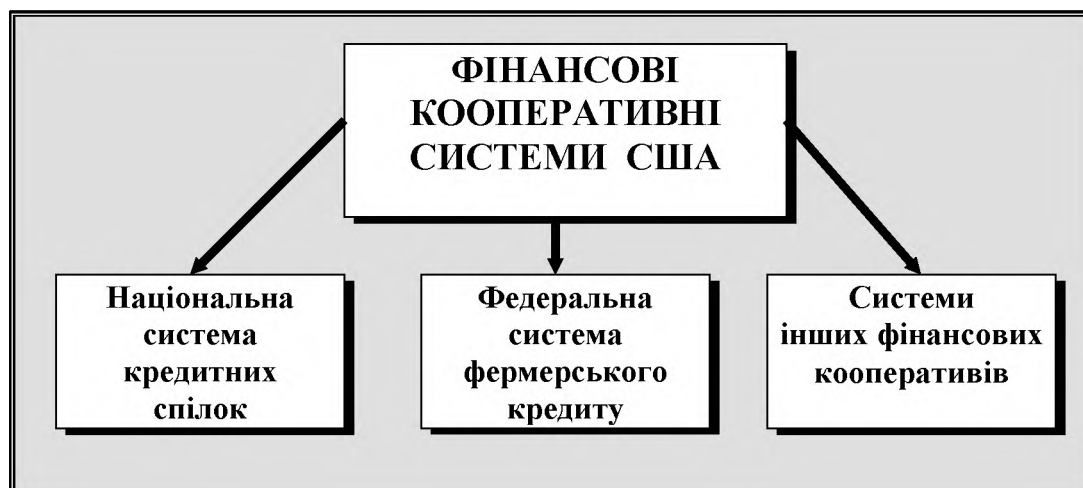 ФІНАНСОВІ
КООПЕРАТИВНІ
СИСТЕМИ США
Національна
система
кредитних
спілок
Федеральна
система
фермерського
кредиту
Системи
інших фінансових
кооперативів